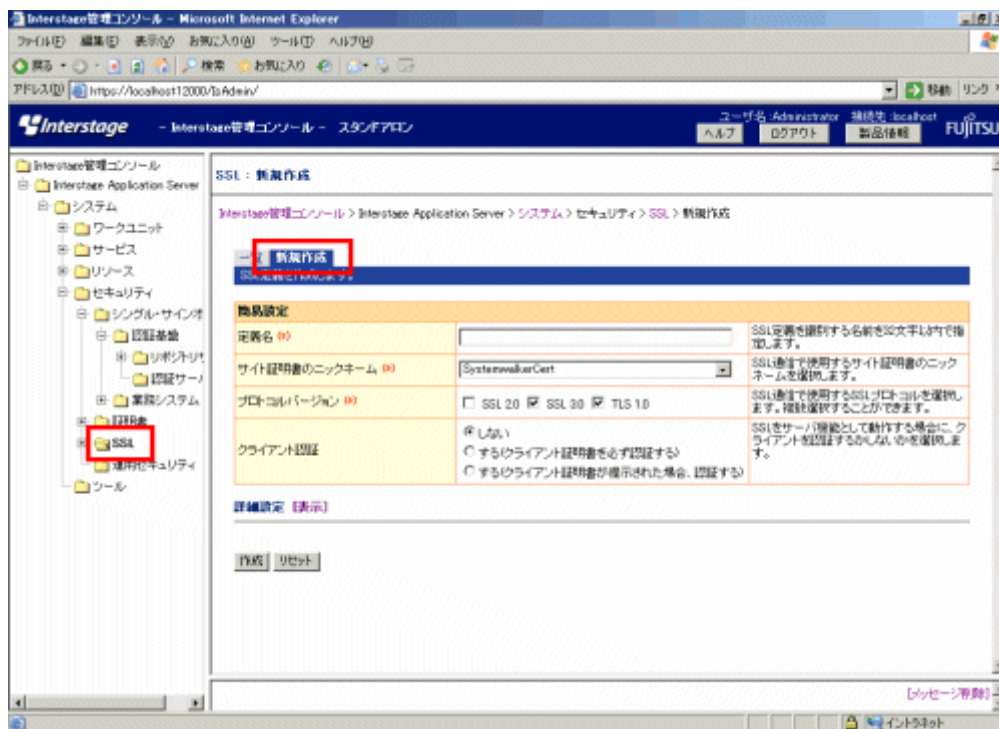 Interstage管理コンソール - Microsoft Internet Explorer
ファイル(F) 編集(E) 表示(V) お気に入り(A) ツール(T) ヘルプ(H)
戻る 検索 お気に入り
アドレス(D) https://localhost:12000/IsAdmin/ 移動 リンク
Interstage - Interstage管理コンソール - スタンドアロン
ユーザ名:Administrator 接続先:localhost
ヘルプ ログアウト 製品情報 FUJITSU
Interstage管理コンソール
Interstage Application Server
システム
ワークユニット
サービス
リソース
セキュリティ
シングル・サインオ
認証基盤
リポジトリサ
認証サー
業務システム
証明書
SSL
運用セキュリティ
ツール
SSL : 新規作成
Interstage管理コンソール > Interstage Application Server > システム > セキュリティ > SSL > 新規作成
一覧 新規作成
SSL定義を作成します。
簡易設定
定義名
SSL定義を識別する名前を32文字以内で指
定します。
サイト証明書のニックネーム
SystemwalkerCert
SSL通信で使用するサイト証明書のニック
ネームを選択します。
プロトコルバージョン
SSL 2.0 SSL 3.0 TLS 1.0
SSL通信で使用するSSLプロトコルを選択し
ます。複数選択することができます。
クライアント認証
しない
する(クライアント証明書を必ず認証する)
する(クライアント証明書が提示された場合、認証する)
SSLをサーバ機能として動作する場合に、ク
ライアントを認証するかしないかを選択しま
す。
詳細設定 [表示]
作成 リセット
[メッセージ削除]
イントラネット